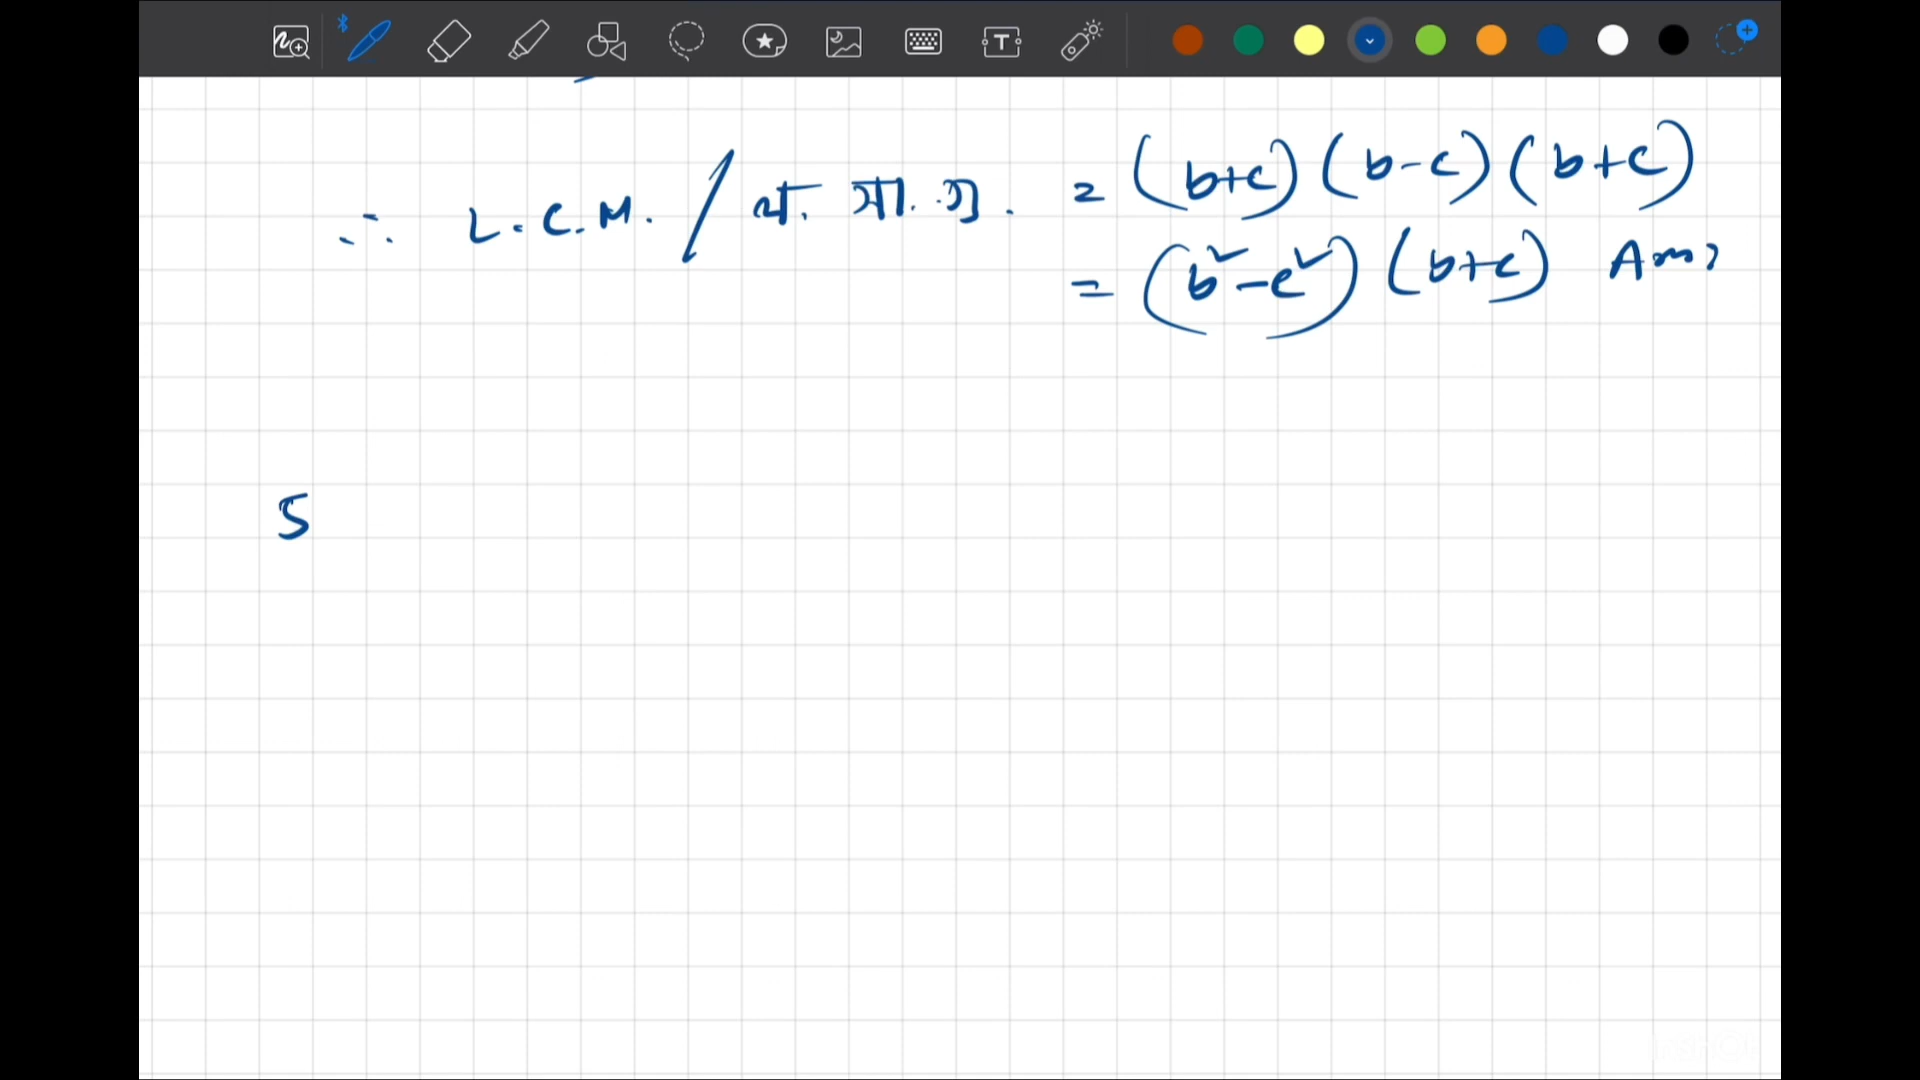 ∴ L.C.M. / ल. सा. गु. = (b+c)(b-c)(b+c)
= (b²-c²)(b+c) Ans
5